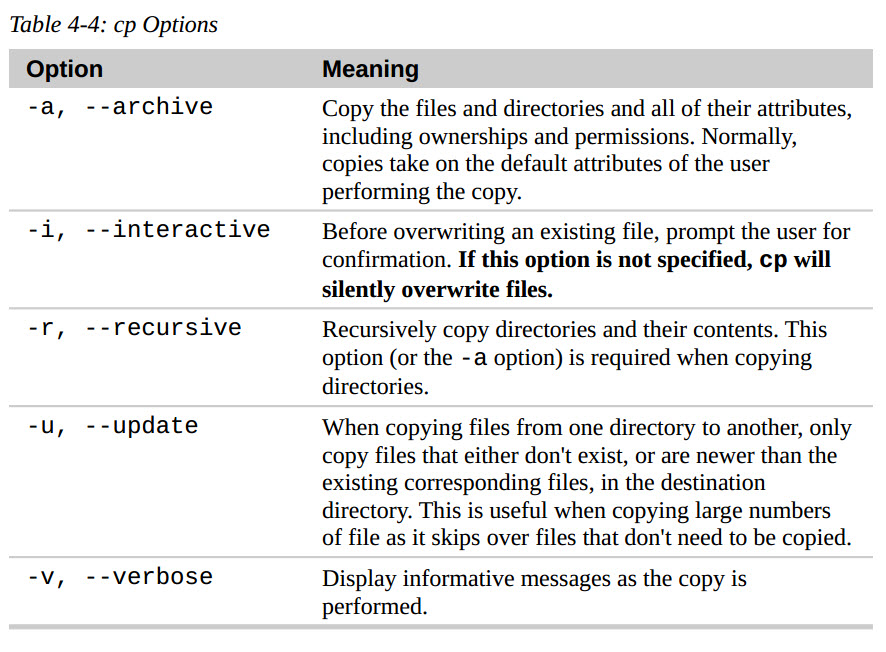 Table 4-4: cp Options
Option Meaning
-a, --archive Copy the files and directories and all of their attributes,
including ownerships and permissions. Normally,
copies take on the default attributes of the user
performing the copy.
-i, --interactive Before overwriting an existing file, prompt the user for
confirmation. If this option is not specified, cp will
silently overwrite files.
-r, --recursive Recursively copy directories and their contents. This
option (or the -a option) is required when copying
directories.
-u, --update When copying files from one directory to another, only
copy files that either don't exist, or are newer than the
existing corresponding files, in the destination
directory. This is useful when copying large numbers
of file as it skips over files that don't need to be copied.
-v, --verbose Display informative messages as the copy is
performed.